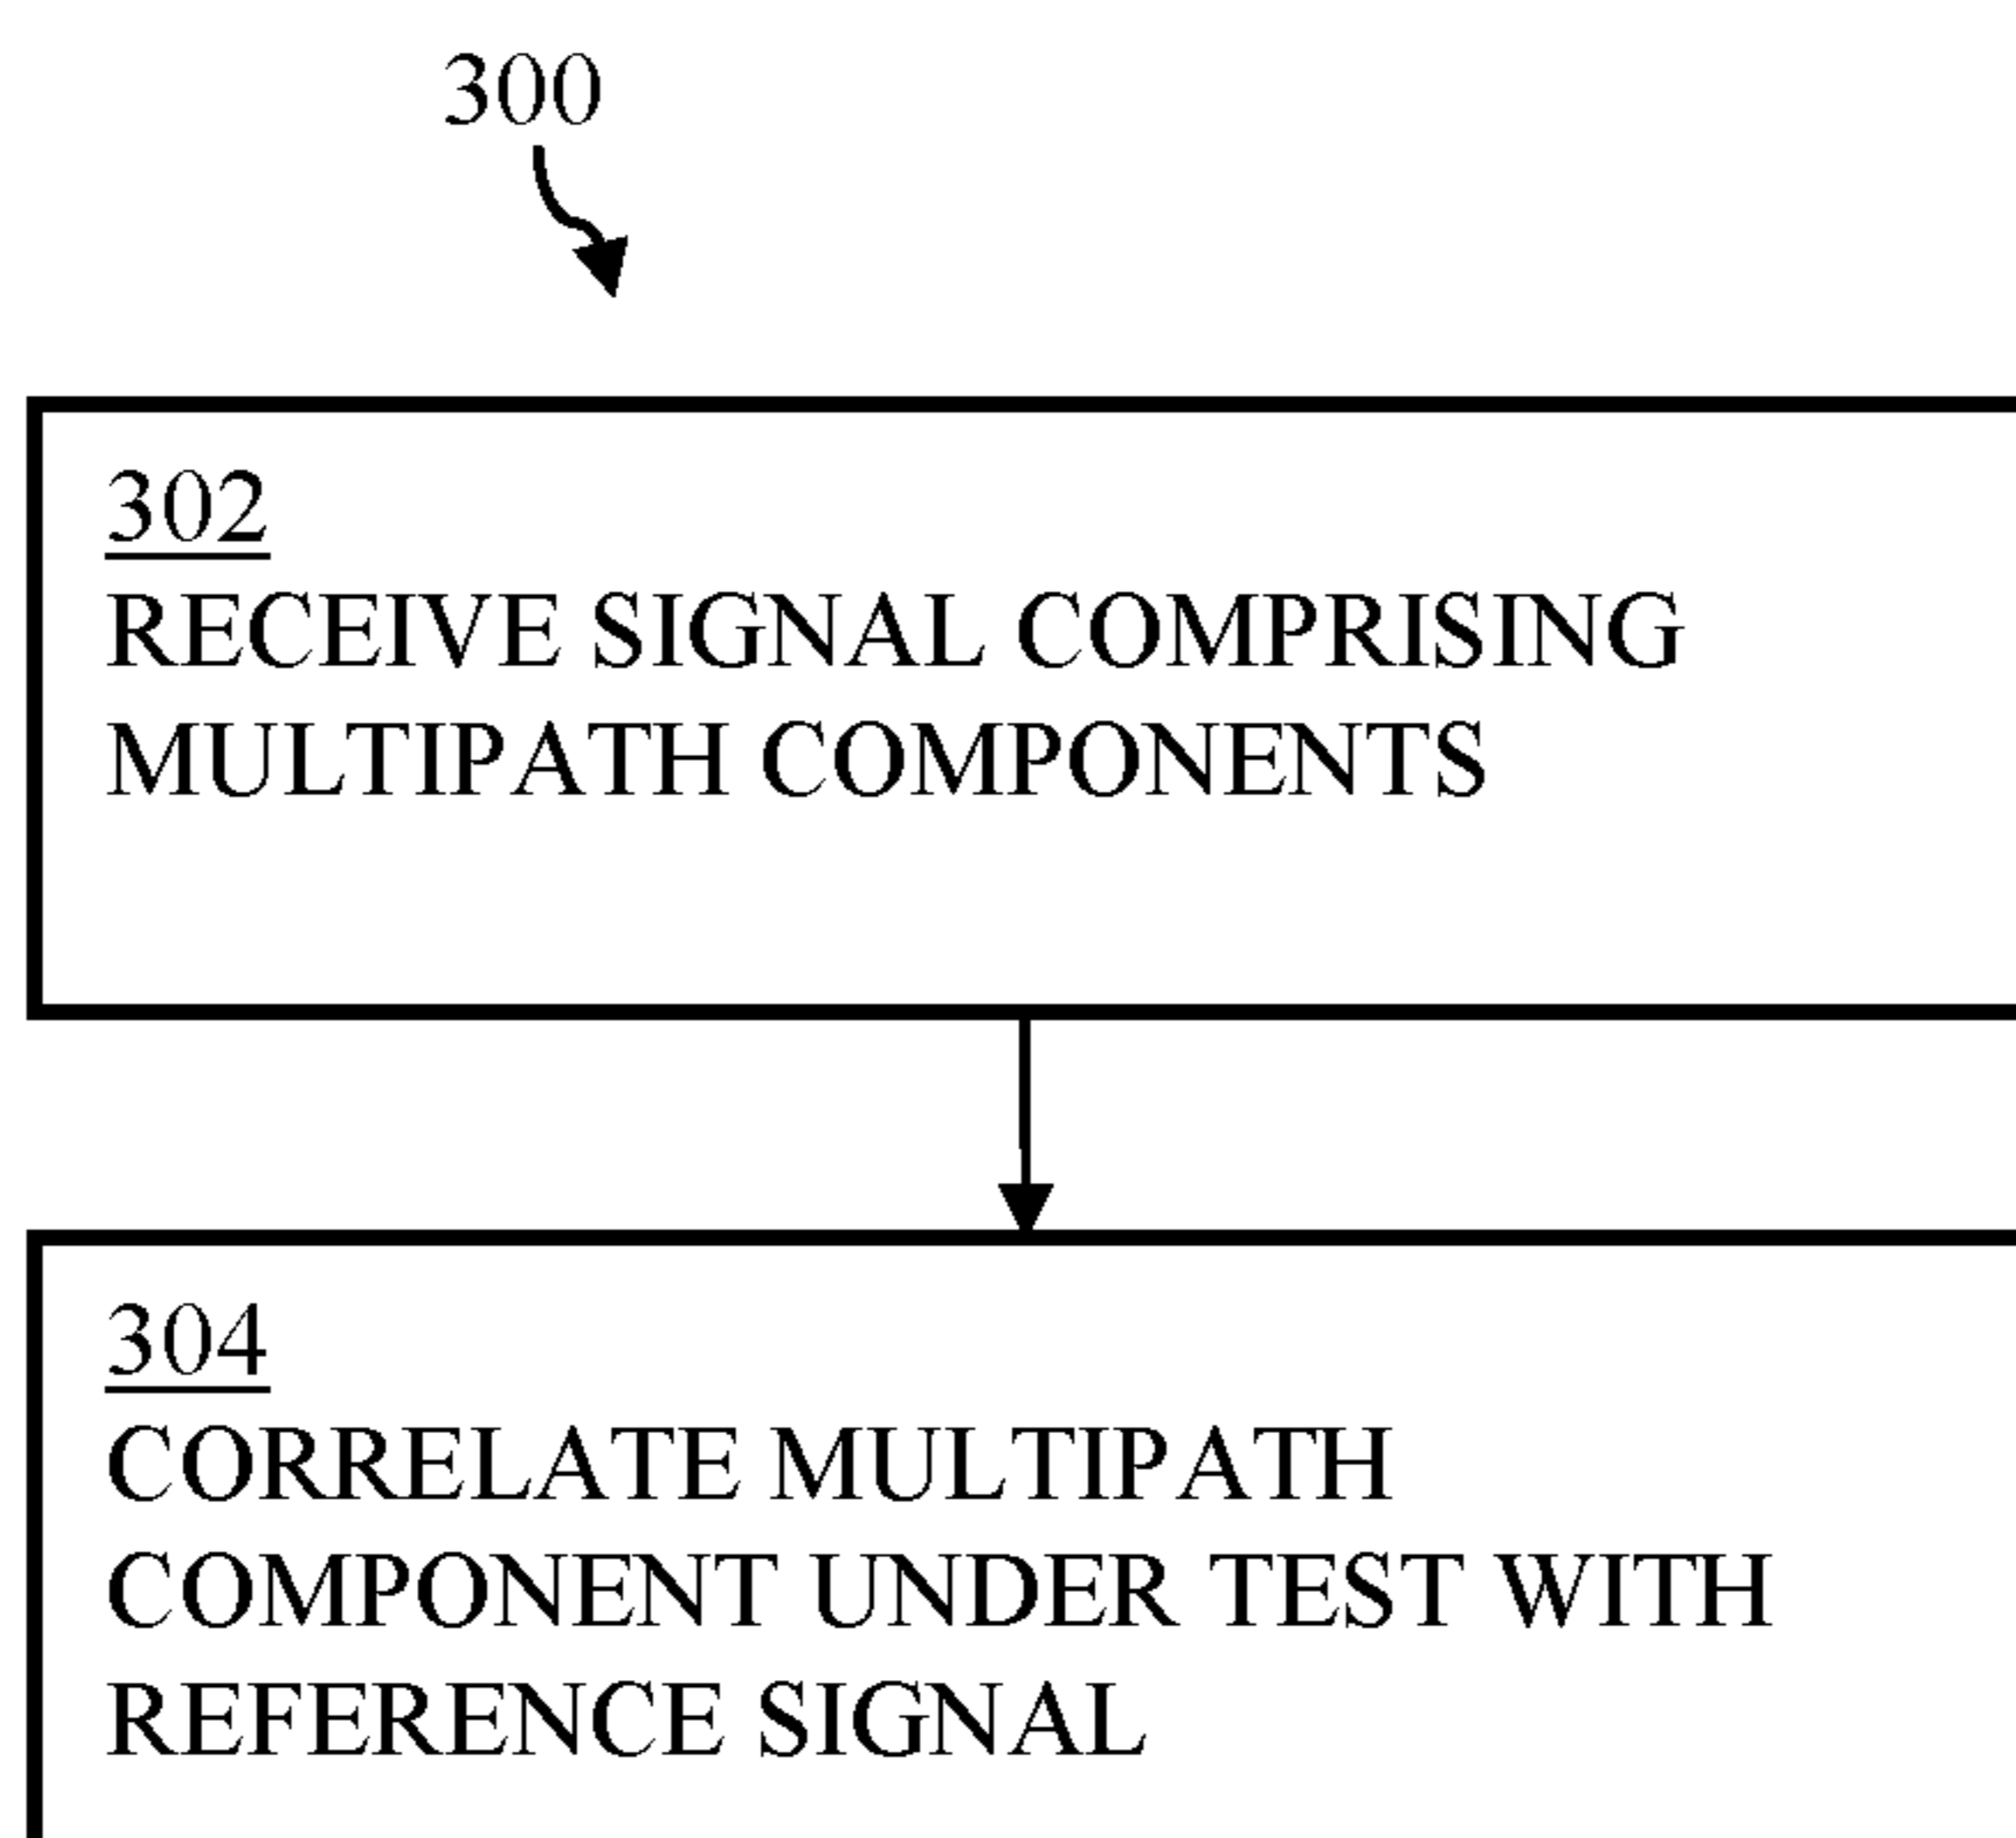 300
302
RECEIVE SIGNAL COMPRISING
MULTIPATH COMPONENTS
304
CORRELATE MULTIPATH
COMPONENT UNDER TEST WITH
REFERENCE SIGNAL